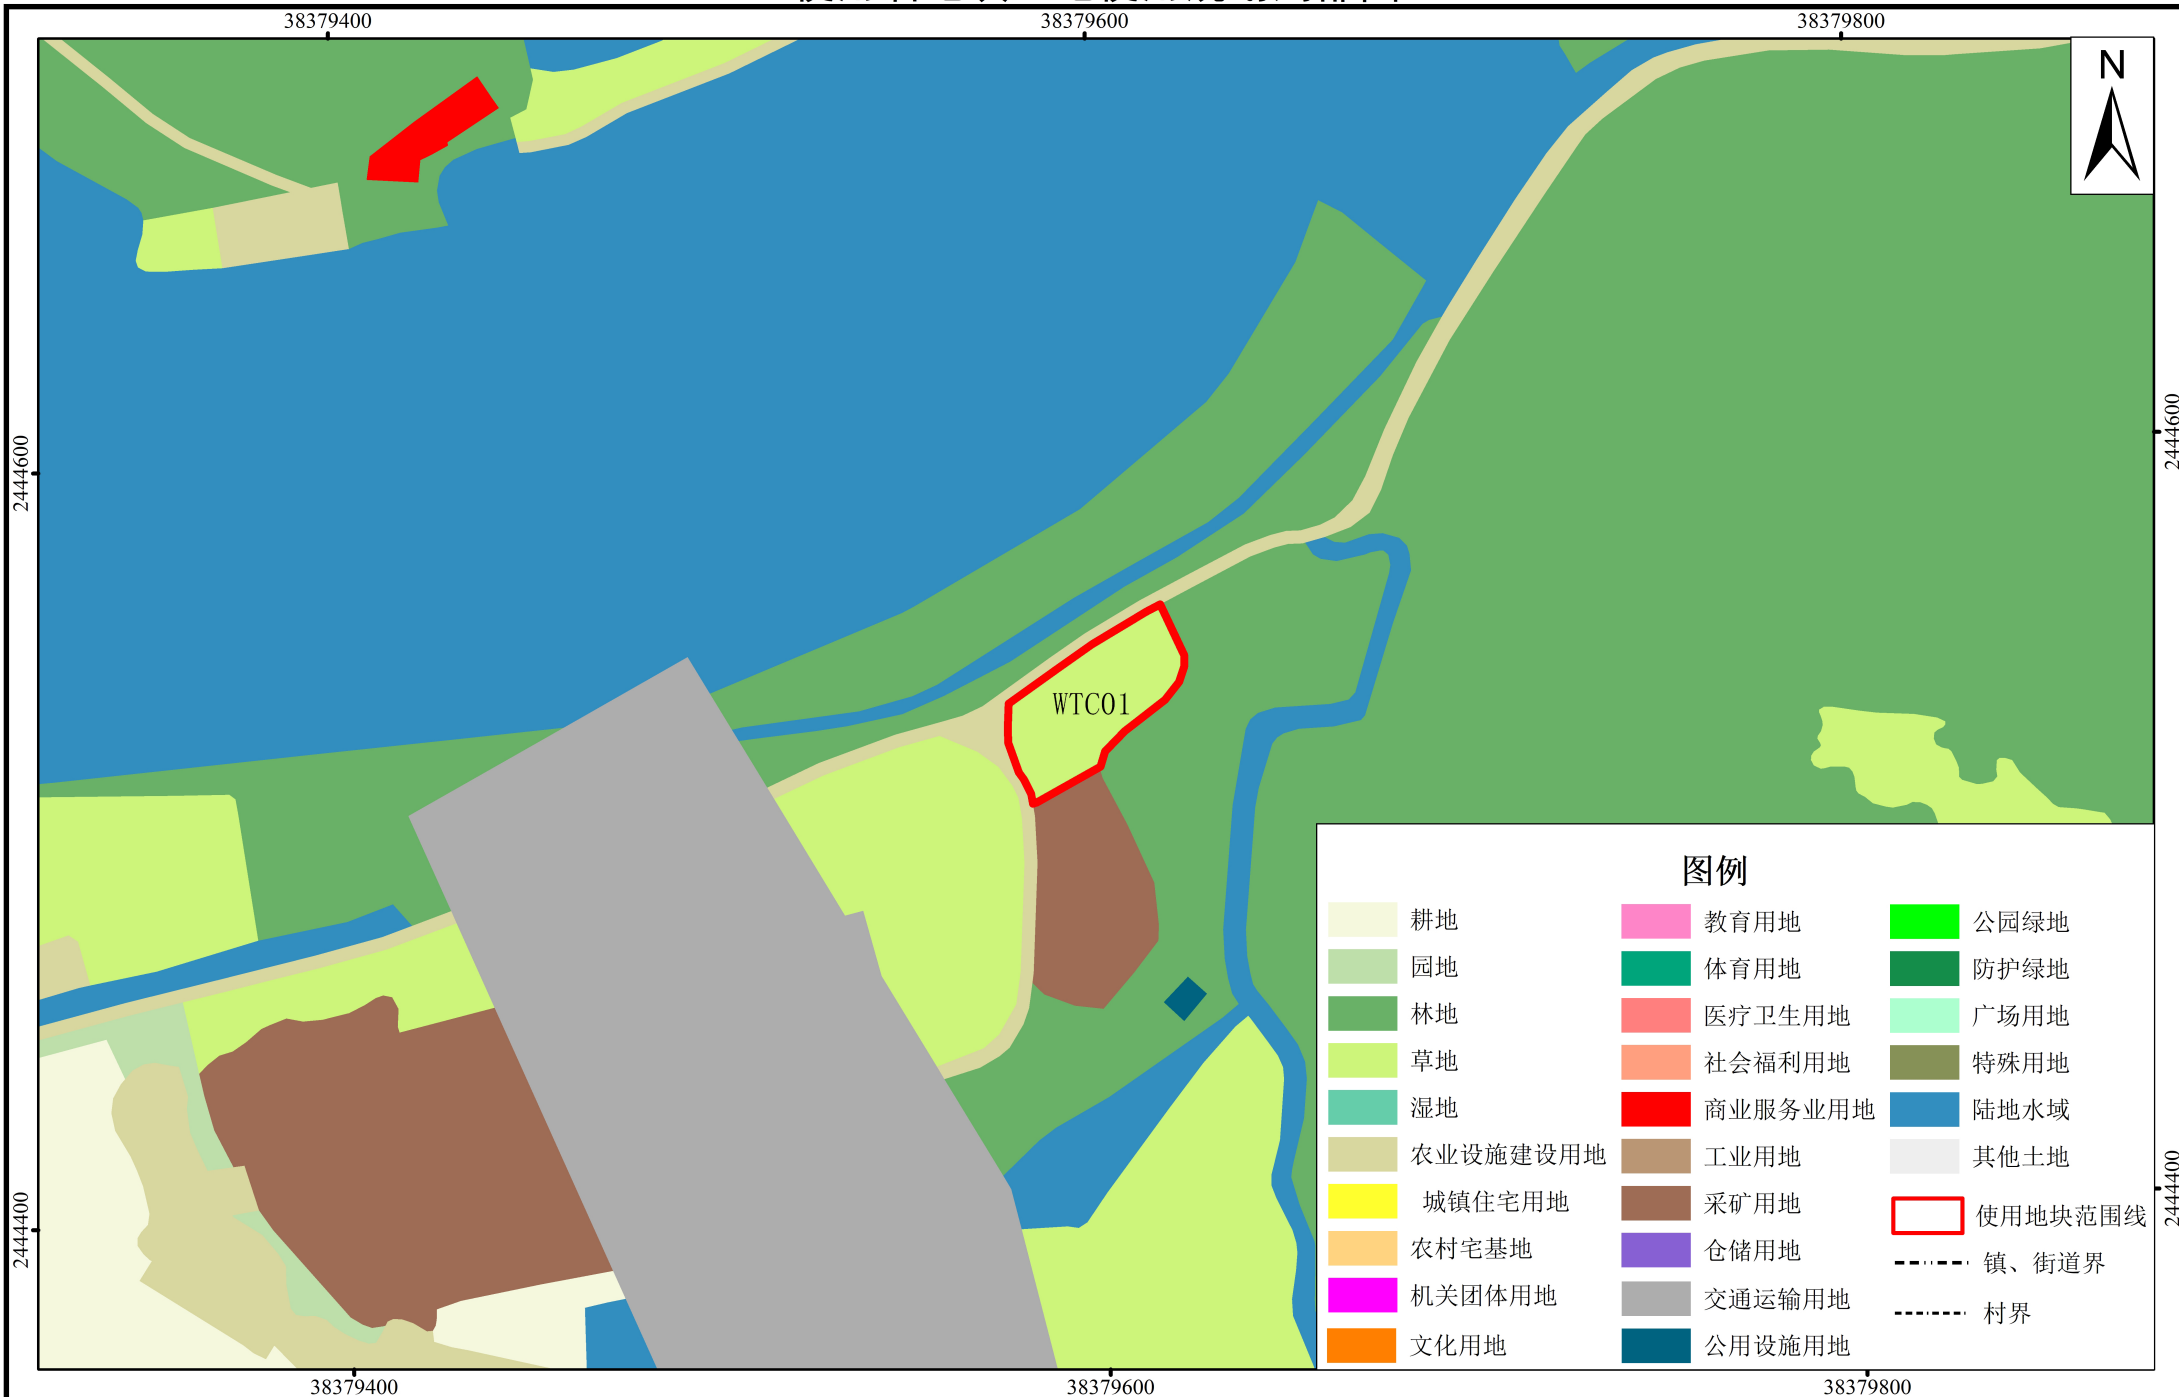 38379400 38379600 38379800
N
2444600
2444600
WTC01
图例
耕地
园地
林地
草地
湿地
农业设施建设用地
城镇住宅用地
农村宅基地
机关团体用地
文化用地
教育用地
体育用地
医疗卫生用地
社会福利用地
商业服务业用地
工业用地
采矿用地
仓储用地
交通运输用地
公用设施用地
公园绿地
防护绿地
广场用地
特殊用地
陆地水域
其他土地
使用地块范围线
镇、街道界
村界
2444400
2444400
38379400 38379600 38379800